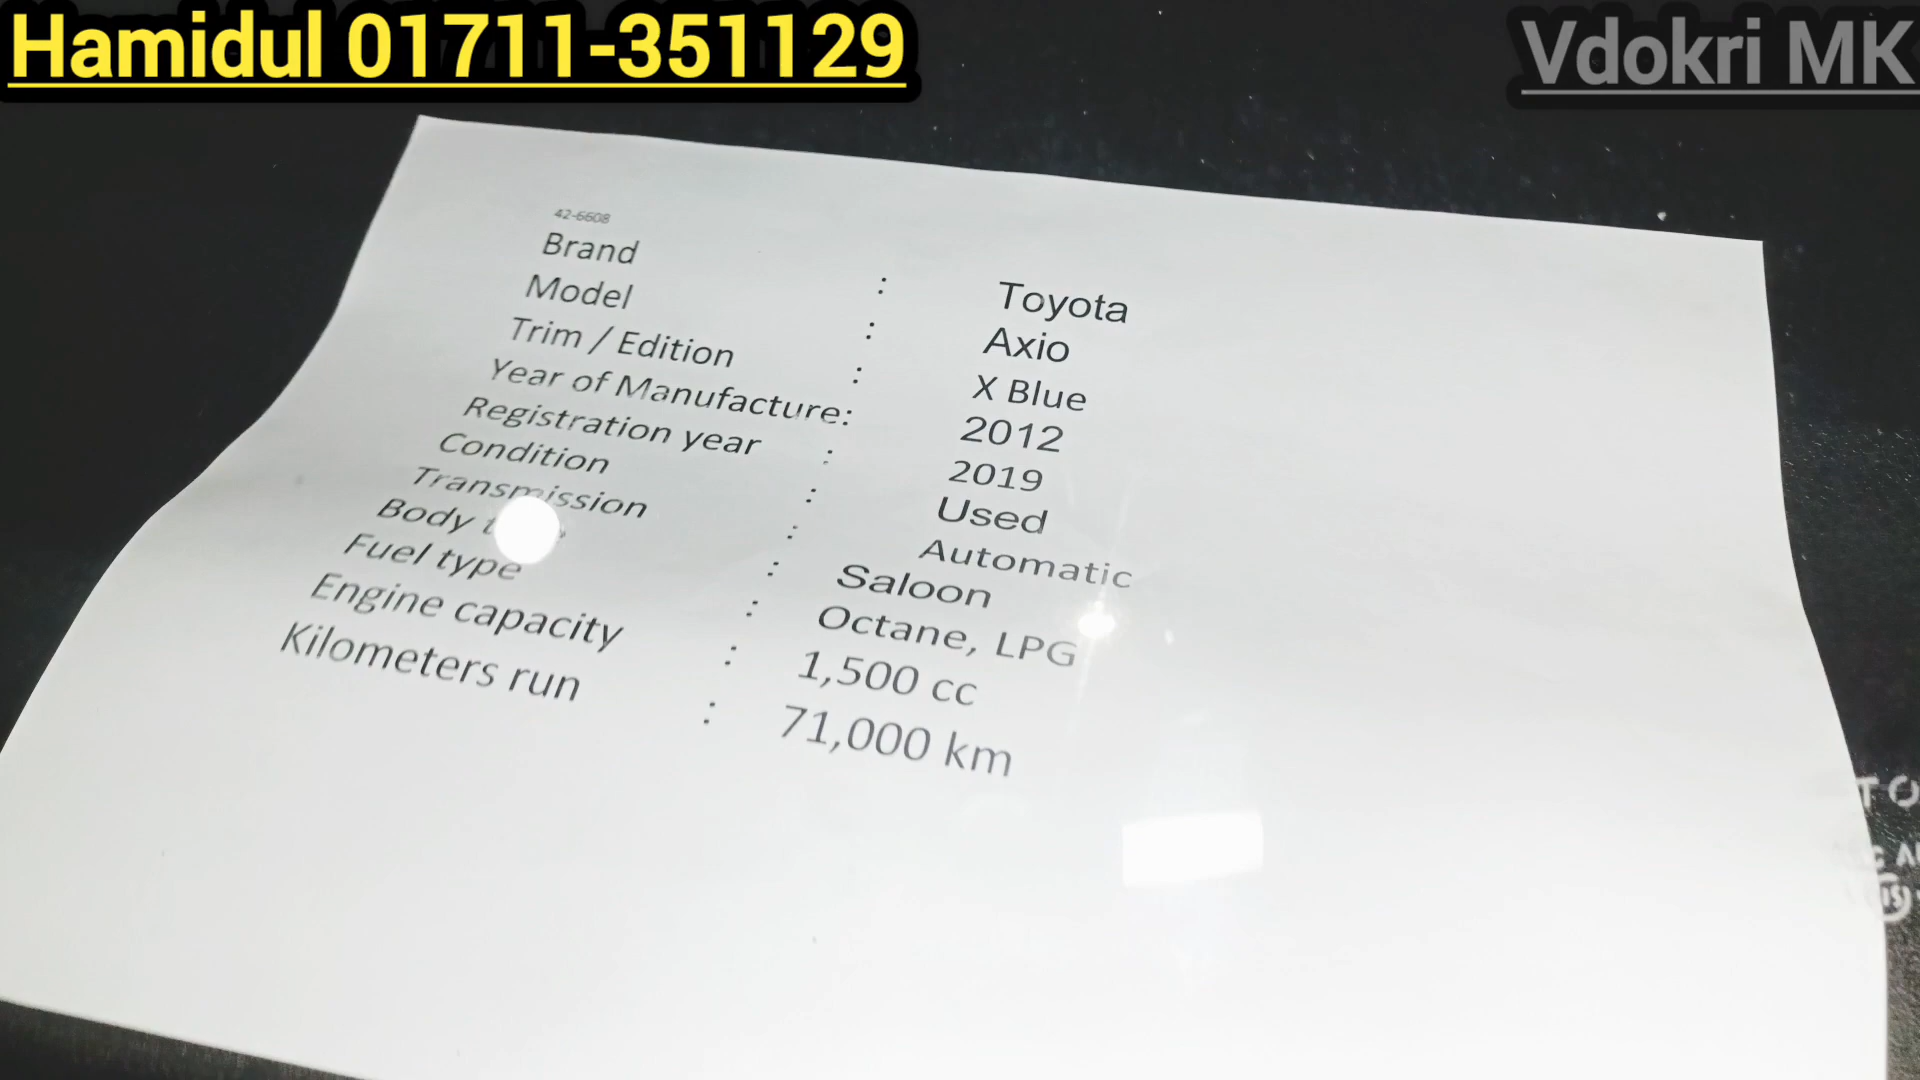 Hamidul 01711-351129
Vdokri MK
42-6608
Brand : Toyota
Model : Axio
Trim / Edition : X Blue
Year of Manufacture: 2012
Registration year : 2019
Condition : Used
Transmission : Automatic
Body : Saloon
Fuel type : Octane, LPG
Engine capacity : 1,500 cc
Kilometers run : 71,000 km